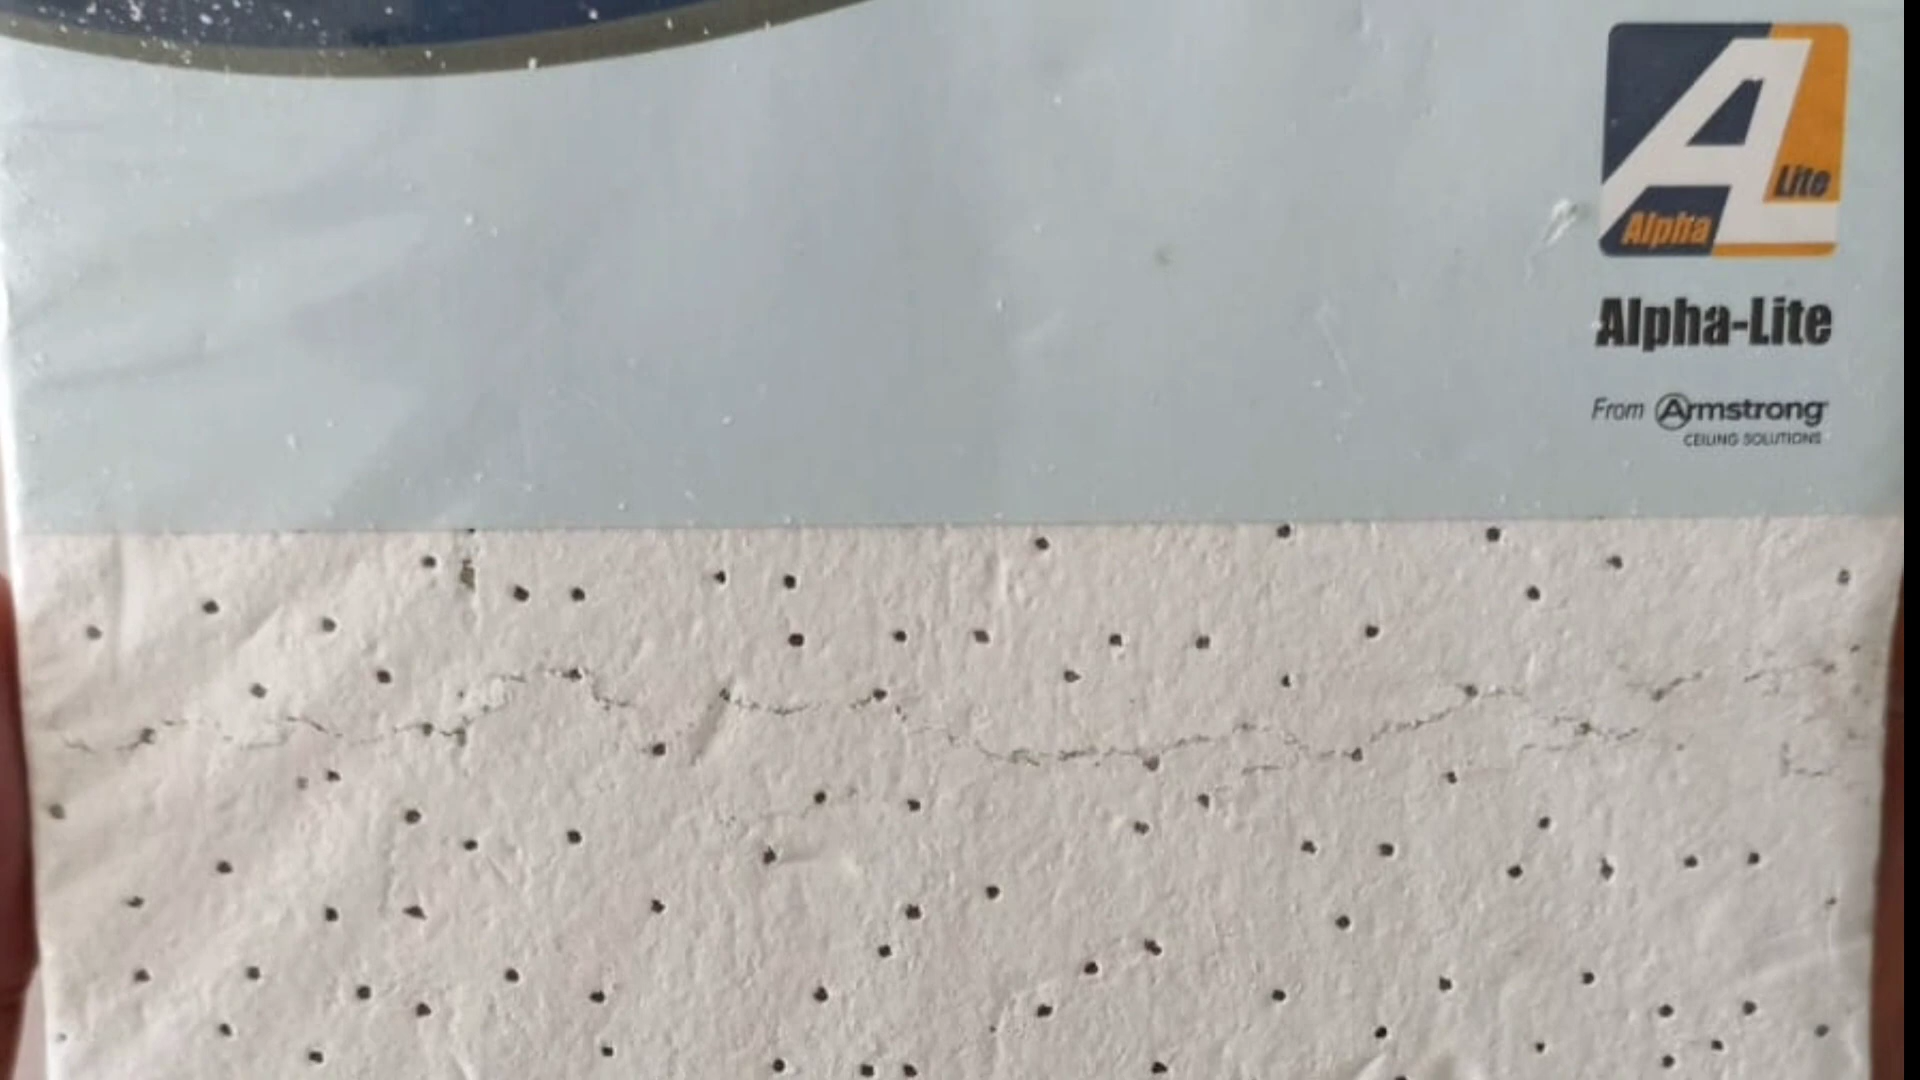 Lite
Alpha
Alpha-Lite
From Armstrong
CEILING SOLUTIONS